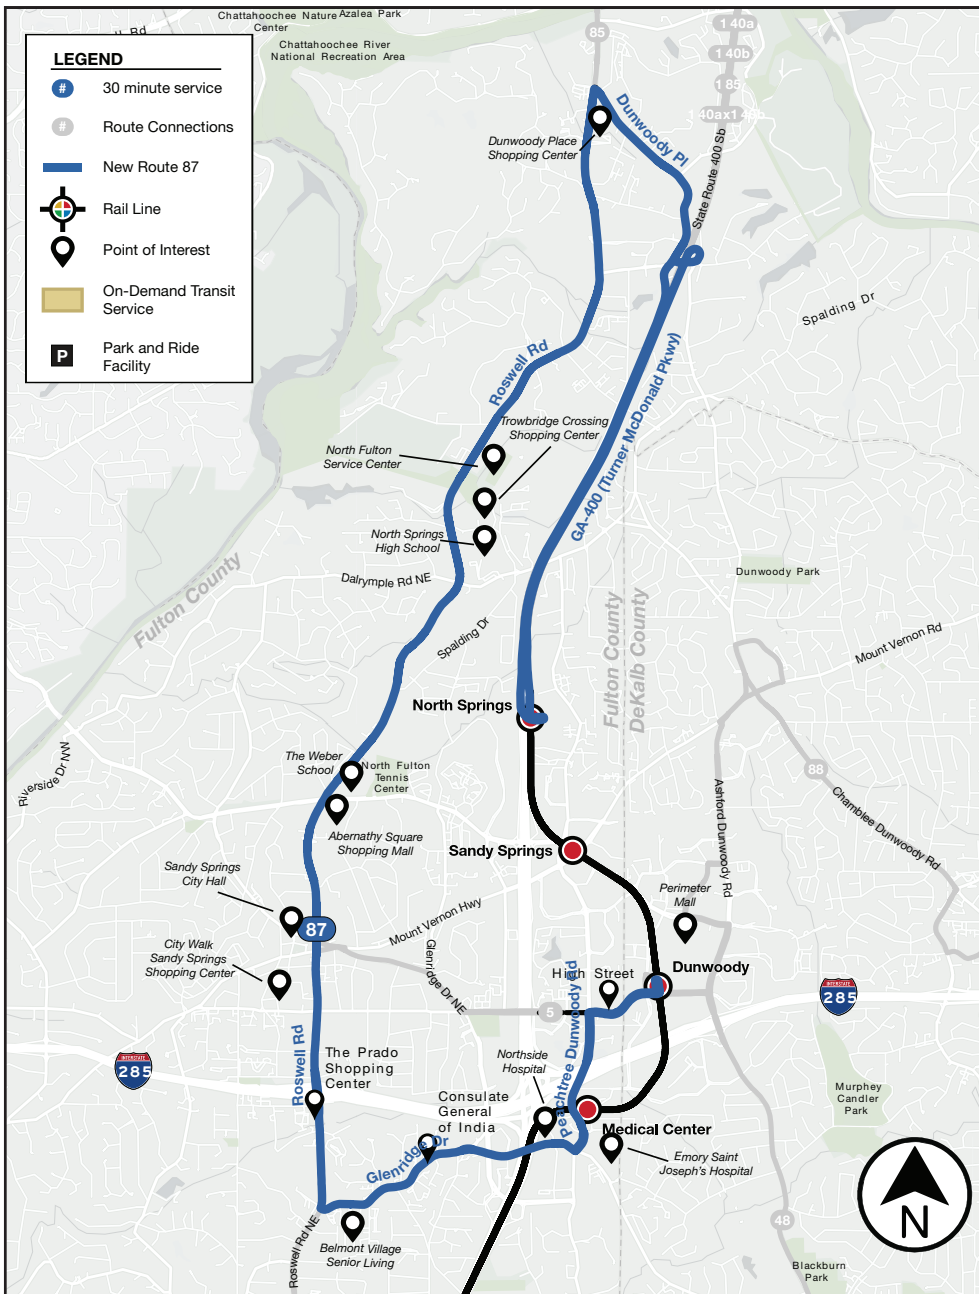 Chattahoochee Nature
Center
Azalea Park
Chattahoochee River
National Recreation Area
ll Rd
LEGEND
# 30 minute service
# Route Connections
New Route 87
Rail Line
Point of Interest
On-Demand Transit
Service
P Park and Ride
Facility
85
140a
140b
185
140ax140b
Dunwoody Pl
Dunwoody Place
Shopping Center
State Route 400 Sb
Spalding Dr
Roswell Rd
GA-400 (Turner McDonald Pkwy)
Trowbridge Crossing
Shopping Center
North Fulton
Service Center
North Springs
High School
Dalrymple Rd NE
Dunwoody Park
Fulton County
Spalding Dr
Fulton County
DeKalb County
Mount Vernon Rd
North Springs
Riverside Dr NW
The Weber
School
North Fulton
Tennis
Center
88
Chamblee Dunwoody Rd
Ashford Dunwoody Rd
Abernathy Square
Shopping Mall
Sandy Springs
Sandy Springs
City Hall
Perimeter
Mall
Mount Vernon Hwy
87
City Walk
Sandy Springs
Shopping Center
Glenridge Dr NE
High Street
Dunwoody
INTERSTATE
285
5
Peachtree Dunwoody Rd
Roswell Rd
The Prado
Shopping
Center
INTERSTATE
285
Northside
Hospital
Consulate
General
of India
Murphey
Candler
Park
Medical Center
Glenridge Dr
Emory Saint
Joseph's Hospital
Roswell Rd NE
Belmont Village
Senior Living
48
N
Blackburn
Park